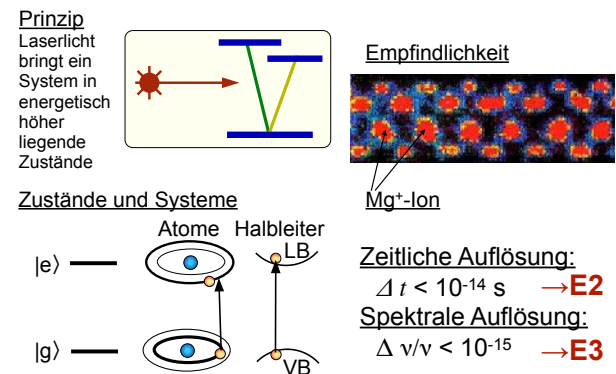 Prinzip
Laserlicht
bringt ein
System in
energetisch
höher
liegende
Zustände
Empfindlichkeit
Mg⁺-Ion
Zustände und Systeme
Atome Halbleiter
|e⟩
LB
|g⟩
VB
Zeitliche Auflösung:
Δ t < 10⁻¹⁴ s →E2
Spektrale Auflösung:
Δ ν/ν < 10⁻¹⁵ →E3